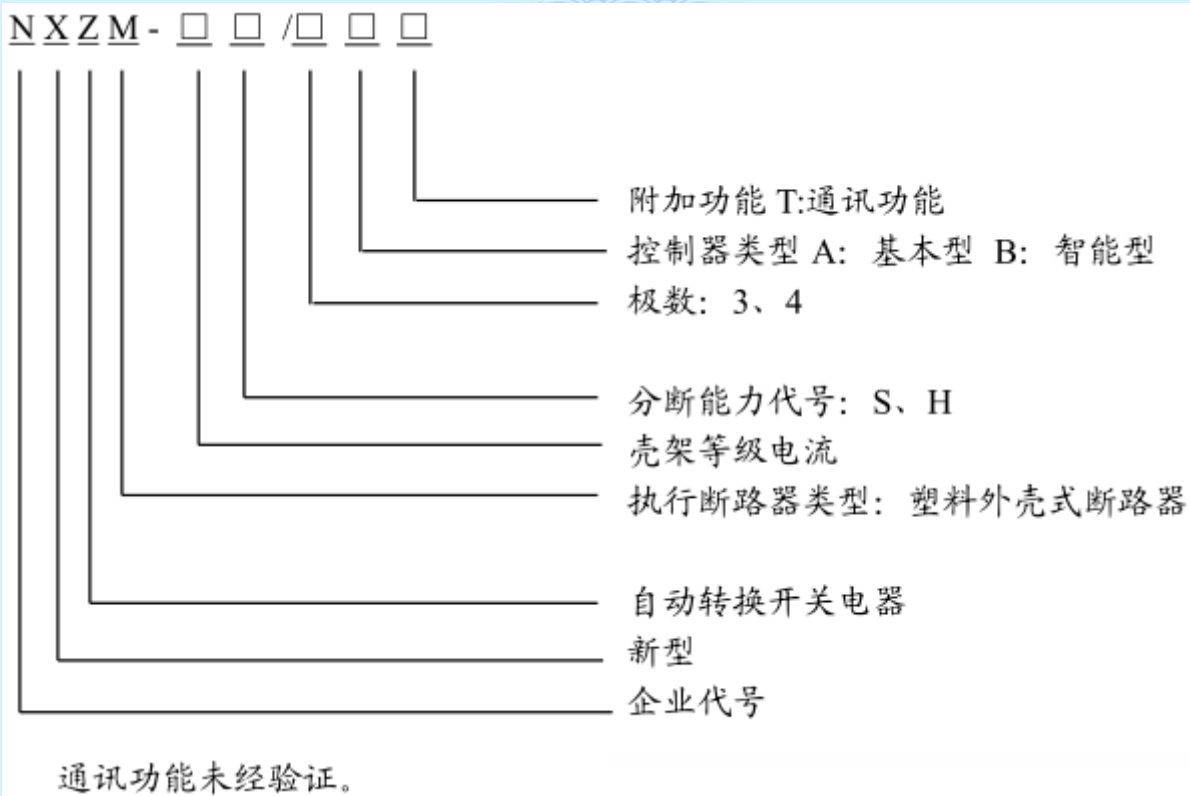 NXZM-□□/□□□
附加功能 T:通讯功能
控制器类型 A: 基本型 B: 智能型
极数: 3、4
分断能力代号: S、H
壳架等级电流
执行断路器类型: 塑料外壳式断路器
自动转换开关电器
新型
企业代号
通讯功能未经验证。